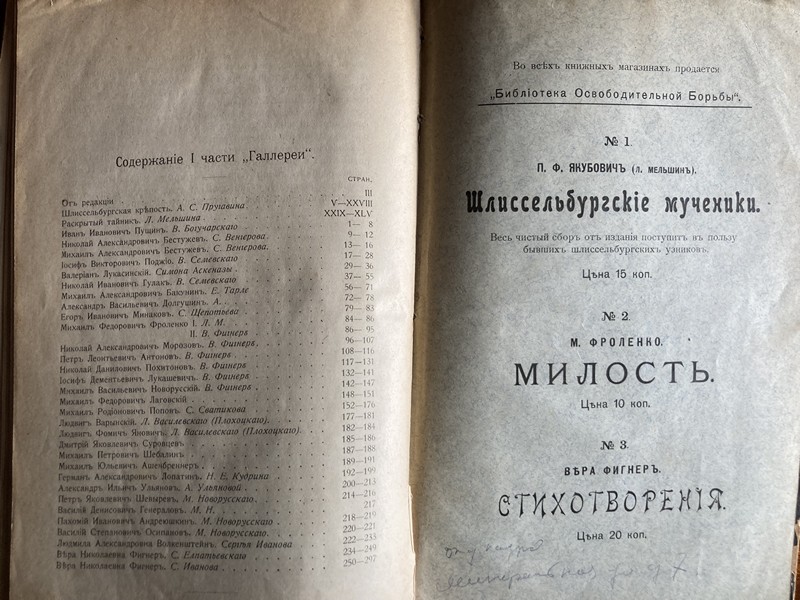 Содержаніе I части „Галлереи“.
СТРАН.
Отъ редакціи . III
Шлиссельбургская крѣпость. А. С. Пругавина . V—XXVIII
Раскрытый тайникъ. Л. Мельшина . XXIX—XLV
Иванъ Ивановичъ Пущинъ. В. Богучарскаго . 1— 8
Николай Александровичъ Бестужевъ. С. Венгерова . 9— 12
Михаилъ Александровичъ Бестужевъ. С. Венгерова. 13— 16
Іосифъ Викторовичъ Поджіо. В. Семевскаго . 17— 28
Валеріанъ Лукасинскій. Симона Аскеназы . 29— 36
Николай Ивановичъ Гулакъ. В. Семевскаго . 37— 55
Михаилъ Александровичъ Бакунинъ. Е. Тарле . 56— 71
Александръ Васильевичъ Долгушинъ. А. . 72— 78
Егоръ Ивановичъ Минаковъ. С. Щепотьева . 79— 83
Михаилъ Федоровичъ Фроленко I. Л. М. . 84— 86
II. В. Фигнеръ . 86— 95
Николай Александровичъ Морозовъ. В. Фигнеръ . 96—107
Петръ Леонтьевичъ Антоновъ. В. Фигнеръ . 108—116
Николай Даниловичъ Похитоновъ. В. Фигнеръ . 117—131
Іосифъ Дементьевичъ Лукашевичъ. В. Фигнеръ . 132—141
Михаилъ Васильевичъ Новорусскій. В. Фигнеръ . 142—147
Михаилъ Федоровичъ Лаговскій . 148—151
Михаилъ Родіоновичъ Поповъ. С. Сватикова . 152—176
Людвигъ Варынскій. Л. Василевскаго (Плохоцкаго). 177—181
Людвигъ Фомичъ Яновичъ. Л. Василевскаго (Плохоцкаго). 182—184
Дмитрій Яковлевичъ Суровцевъ. 185—186
Михаилъ Петровичъ Шебалинъ . 187—188
Михаилъ Юльевичъ Ашенбреннеръ . 189—191
Германъ Александровичъ Лопатинъ. Н. Е. Кудрина . 192—199
Александръ Ильичъ Ульяновъ. А. Ульяновой . 200—213
Петръ Яковлевичъ Шевыревъ. М. Новорусскаго . 214—216
Василій Денисовичъ Генераловъ. М. Н. . 217
Пахомій Ивановичъ Андреюшкинъ. М. Новорусскаго . 218—219
Василій Степановичъ Осипановъ. М. Новорусскаго . 220—221
Людмила Александровна Волкенштейнъ. Сергѣя Иванова . 222—233
Вѣра Николаевна Фигнеръ. С. Елпатьевскаго . 234—249
Вѣра Николаевна Фигнеръ. С. Иванова . 250—297
Во всѣхъ книжныхъ магазинахъ продается
„Библіотека Освободительной Борьбы“.
№ 1.
П. Ф. ЯКУБОВИЧЪ (Л. МЕЛЬШИНЪ).
Шлиссельбургскіе мученики.
Весь чистый сборъ отъ изданія поступитъ въ пользу
бывшихъ шлиссельбургскихъ узниковъ.
Цѣна 15 коп.
№ 2.
М. ФРОЛЕНКО.
МИЛОСТЬ.
Цѣна 10 коп.
№ 3.
ВѢРА ФИГНЕРЪ.
СТИХОТВОРЕНІЯ.
Цѣна 20 коп.